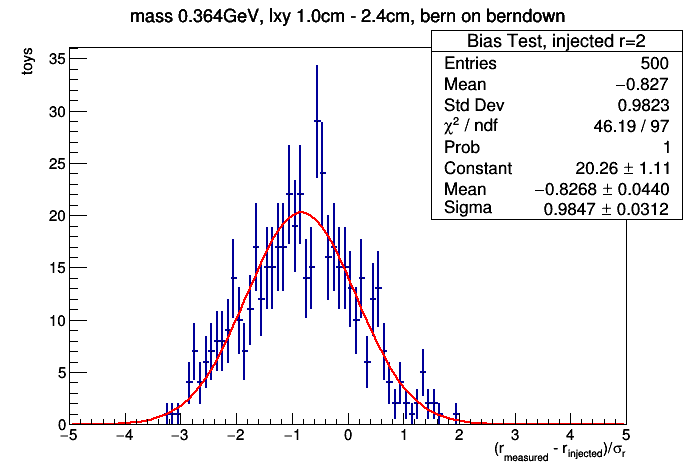 mass 0.364GeV, lxy 1.0cm - 2.4cm, bern on berndown
Bias Test, injected r=2
Entries 500
Mean −0.827
Std Dev 0.9823
χ² / ndf 46.19 / 97
Prob 1
Constant 20.26 ± 1.11
Mean −0.8268 ± 0.0440
Sigma 0.9847 ± 0.0312
toys
35
30
25
20
15
10
5
0
−5 −4 −3 −2 −1 0 1 2 3 4 5
(r_measured - r_injected)/σ_r